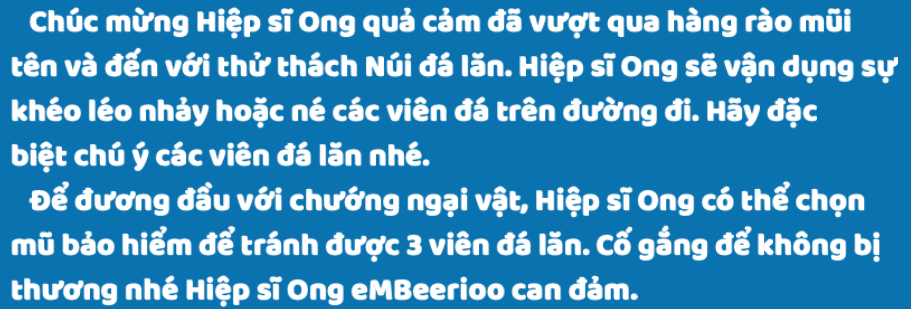 Chúc mừng Hiệp sĩ Ong quả cảm đã vượt qua hàng rào mũi
tên và đến với thử thách Núi đá lăn. Hiệp sĩ Ong sẽ vận dụng sự
khéo léo nhảy hoặc né các viên đá trên đường đi. Hãy đặc
biệt chú ý các viên đá lăn nhé.
Để đương đầu với chướng ngại vật, Hiệp sĩ Ong có thể chọn
mũ bảo hiểm để tránh được 3 viên đá lăn. Cố gắng để không bị
thương nhé Hiệp sĩ Ong eMBeerioo can đảm.